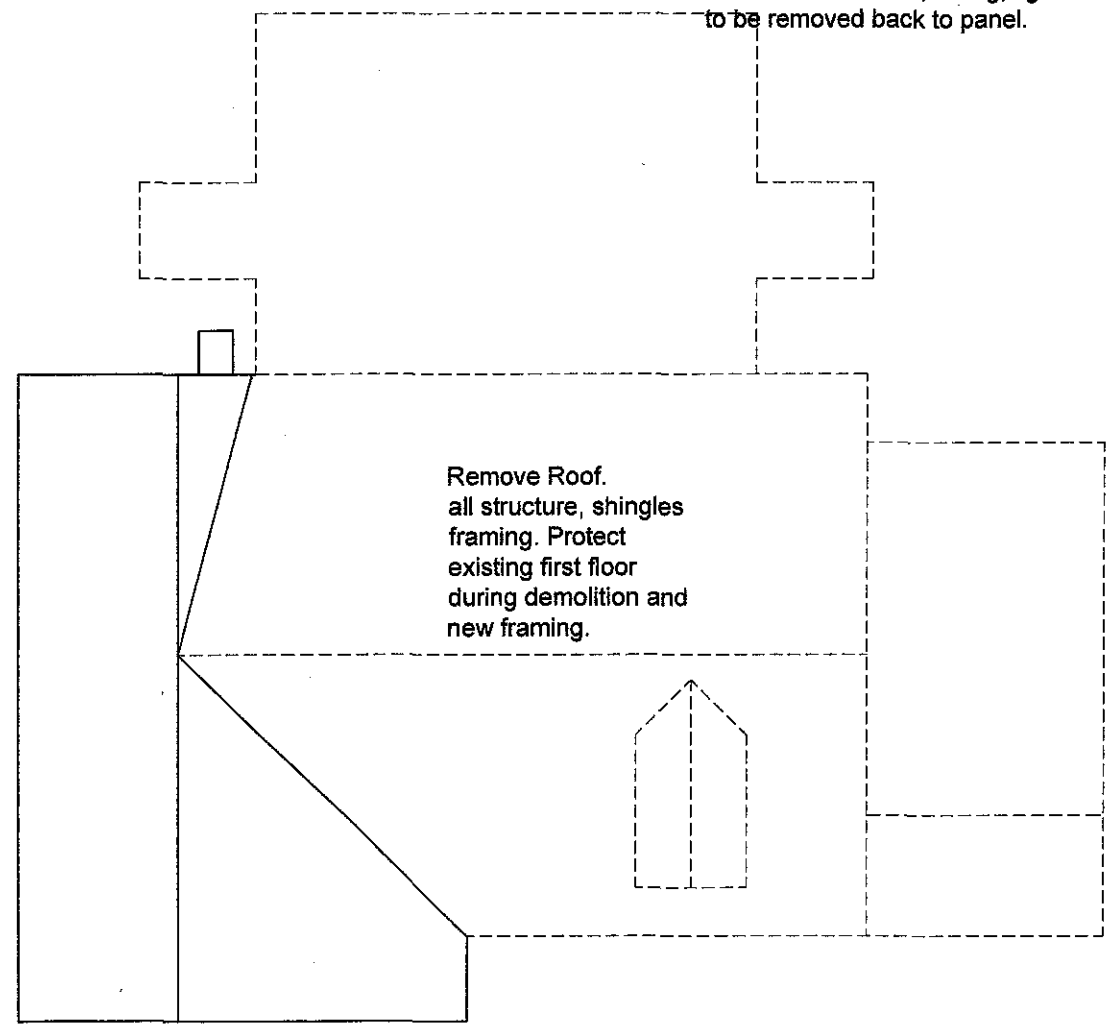 to be removed back to panel.
Remove Roof.
all structure, shingles
framing. Protect
existing first floor
during demolition and
new framing.